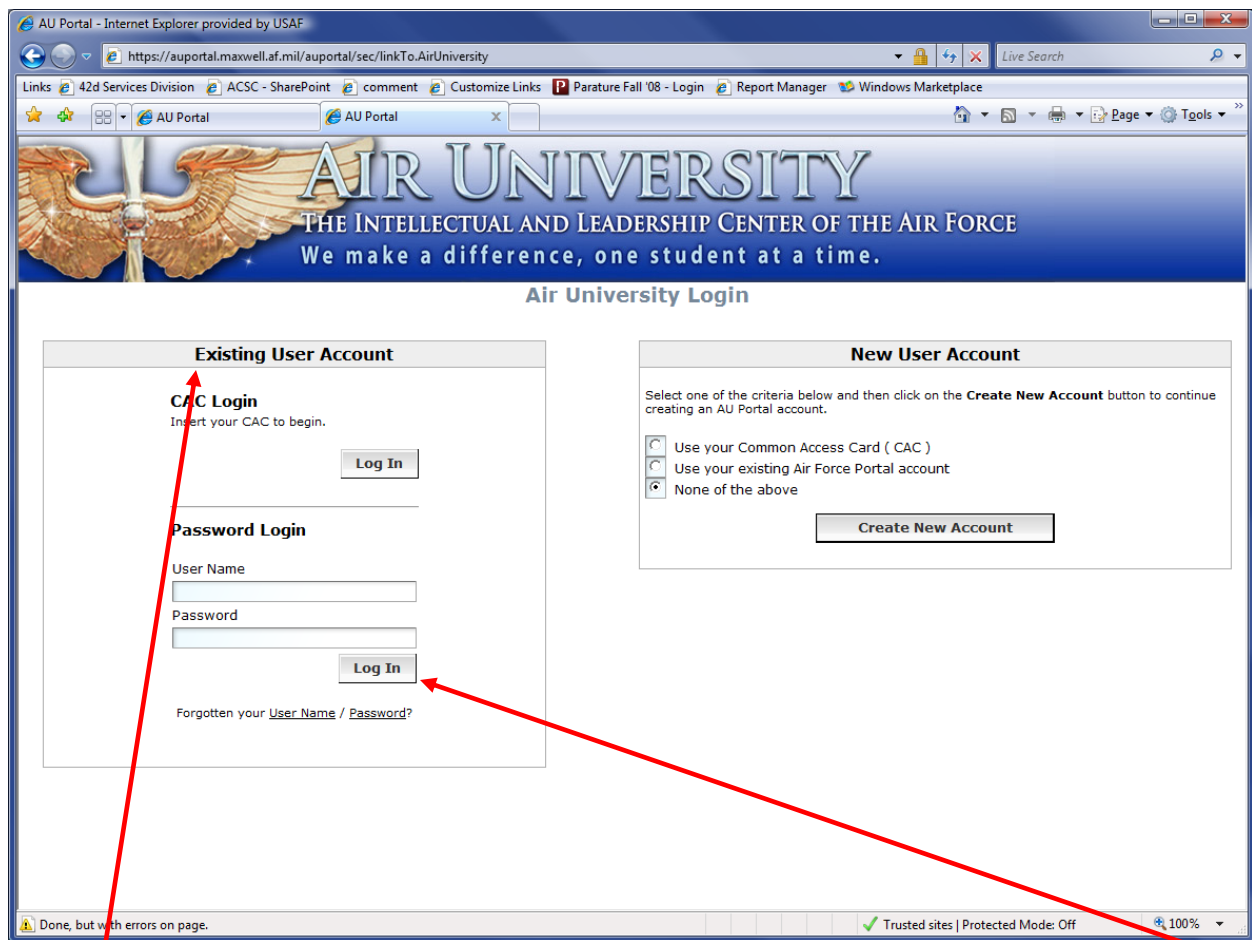 AU Portal - Internet Explorer provided by USAF
https://auportal.maxwell.af.mil/auportal/sec/linkTo.AirUniversity
Live Search
Links 42d Services Division ACSC - SharePoint comment Customize Links Parature Fall '08 - Login Report Manager Windows Marketplace
AU Portal AU Portal Page Tools
AIR UNIVERSITY
THE INTELLECTUAL AND LEADERSHIP CENTER OF THE AIR FORCE
We make a difference, one student at a time.
Air University Login
Existing User Account
CAC Login
Insert your CAC to begin.
Log In
Password Login
User Name
Password
Log In
Forgotten your User Name / Password?
New User Account
Select one of the criteria below and then click on the Create New Account button to continue
creating an AU Portal account.
Use your Common Access Card ( CAC )
Use your existing Air Force Portal account
None of the above
Create New Account
Done, but with errors on page.
Trusted sites | Protected Mode: Off
100%